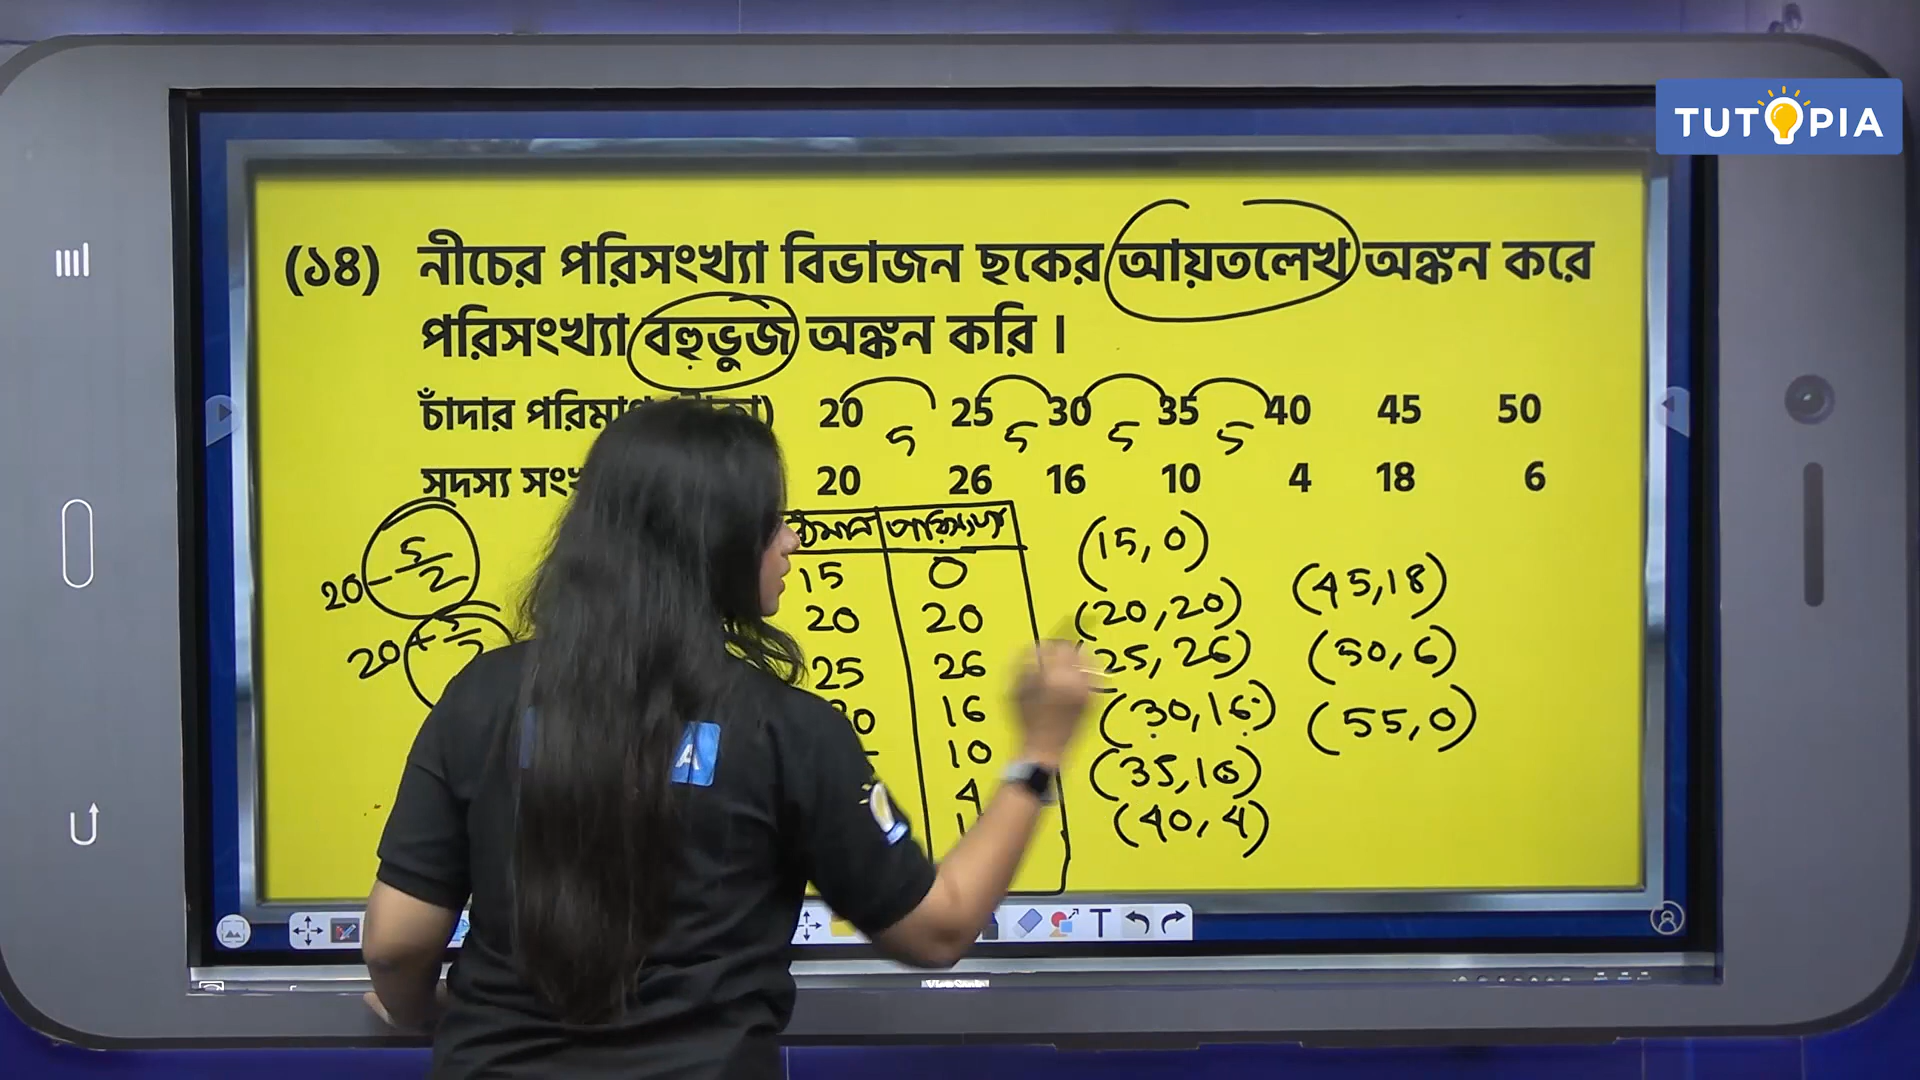 TUTOPIA
(১৪) নীচের পরিসংখ্যা বিভাজন ছকের আয়তলেখ অঙ্কন করে
পরিসংখ্যা বহুভুজ অঙ্কন করি ।
চাঁদার 20 25 30 35 40 45 50
5 5 5 5
সদস্য 20 26 16 10 4 18 6
পরিসংখ্যা
20 - 5/2
20 +
15 0
20 20
25 26
16
10
4
(15, 0)
(20, 20)
25, 26)
(30, 16)
(35, 10)
(40, 4)
(45, 18)
(50, 6)
(55, 0)
A
T